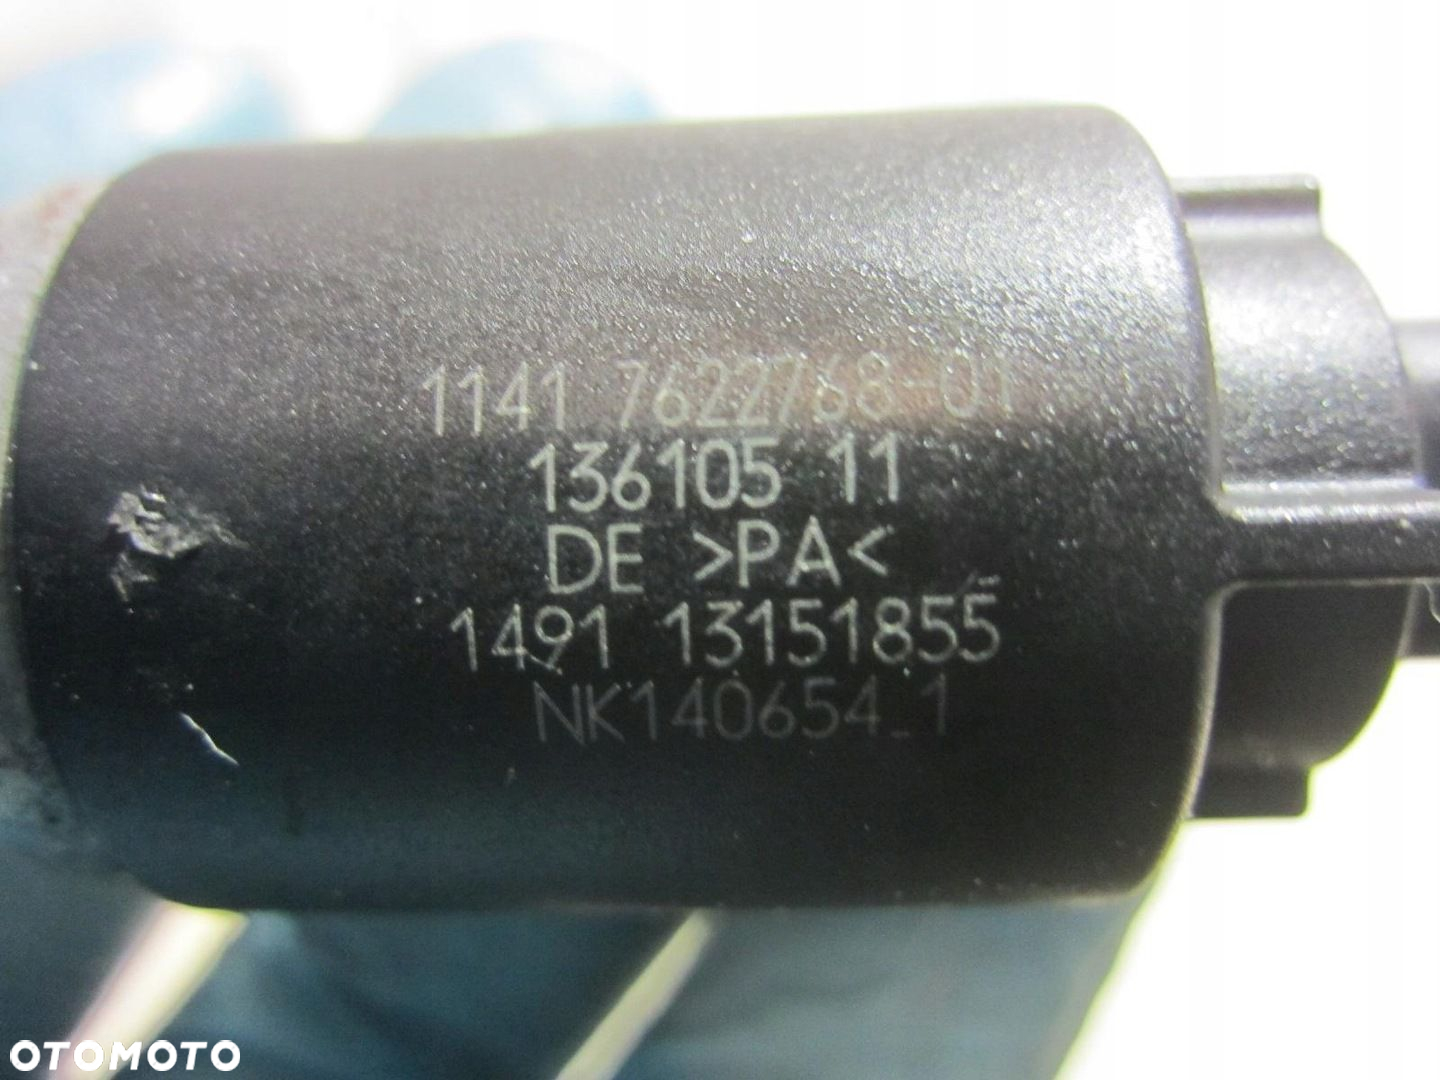 1141 7622768-01
136105 11
DE >PA<
1491 13151855
NK140654_1
OTOMOTO